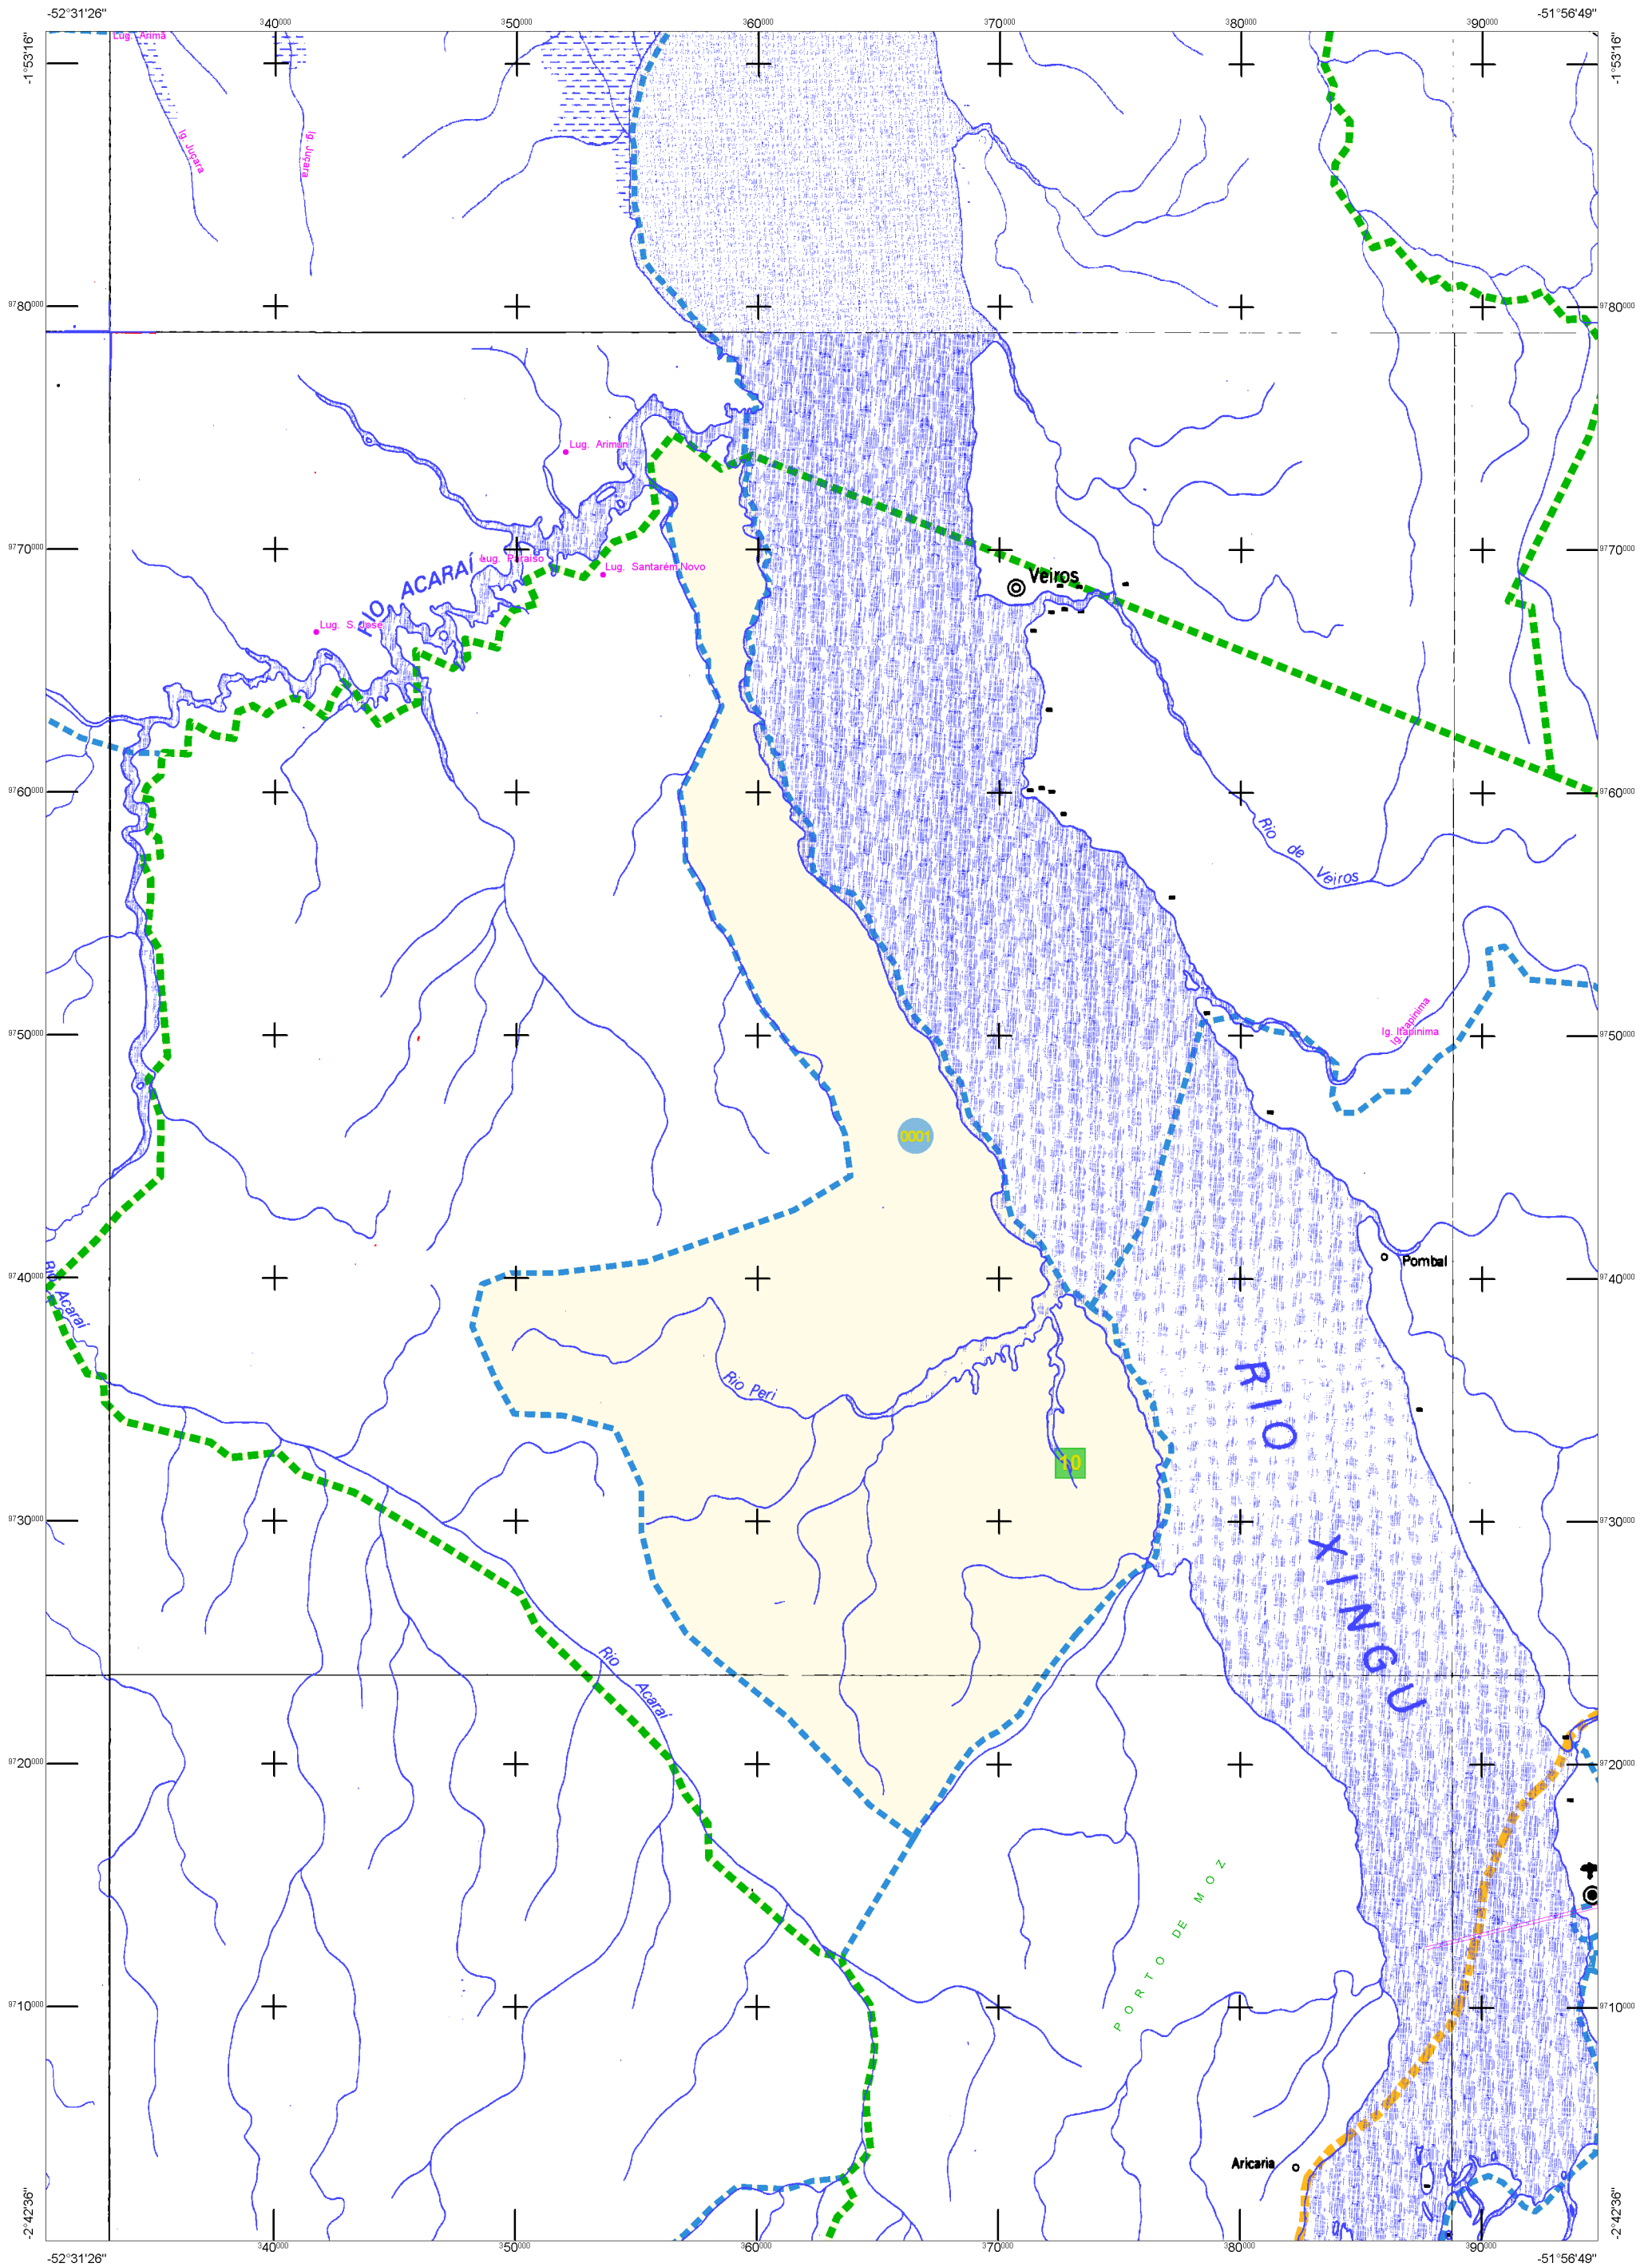 -52°31'26"
340000
350000
360000
370000
380000
390000
-51°56'49"
-1°53'16"
-1°53'16"
Lug. Arimã
Ig. Juçara
Ig. Juçara
9780000
9780000
Lug. Arimun
9770000
9770000
Lug. Paraiso
Lug. Santarém Novo
RIO ACARAÍ
Veiros
Lug. S. José
9760000
9760000
Rio de Veiros
9750000
9750000
Ig. Itapinima
Ig. Itapinima
0001
Pombal
9740000
9740000
Rio Acaraí
Rio Peri
RIO XINGU
10
9730000
9730000
Rio Acaraí
9720000
9720000
PORTO DE MOZ
9710000
9710000
Aricaria
-2°42'36"
-2°42'36"
-52°31'26"
340000
350000
360000
370000
380000
390000
-51°56'49"